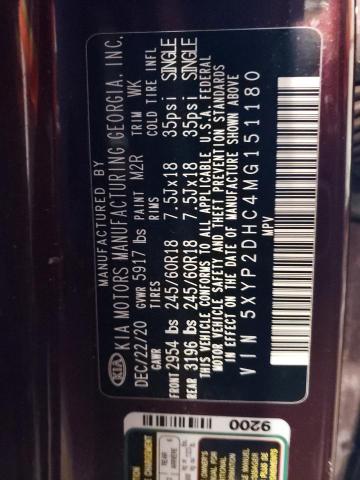 MANUFACTURED BY
KIA KIA MOTORS MANUFACTURING GEORGIA, INC.
DEC/22/20 GVWR 5917 lbs PAINT M2R TRIM WK
GAWR TIRES RIMS COLD TIRE INFL
FRONT 2954 lbs 245/60R18 7.5Jx18 35psi SINGLE
REAR 3196 lbs 245/60R18 7.5Jx18 35psi SINGLE
THIS VEHICLE CONFORMS TO ALL APPLICABLE U.S.A FEDERAL
MOTOR VEHICLE SAFETY AND THEFT PREVENTION STANDARDS
IN EFFECT ON THE DATE OF MANUFACTURE SHOWN ABOVE
VIN 5XYP2DHC4MG151180
MPV
9200
REAR